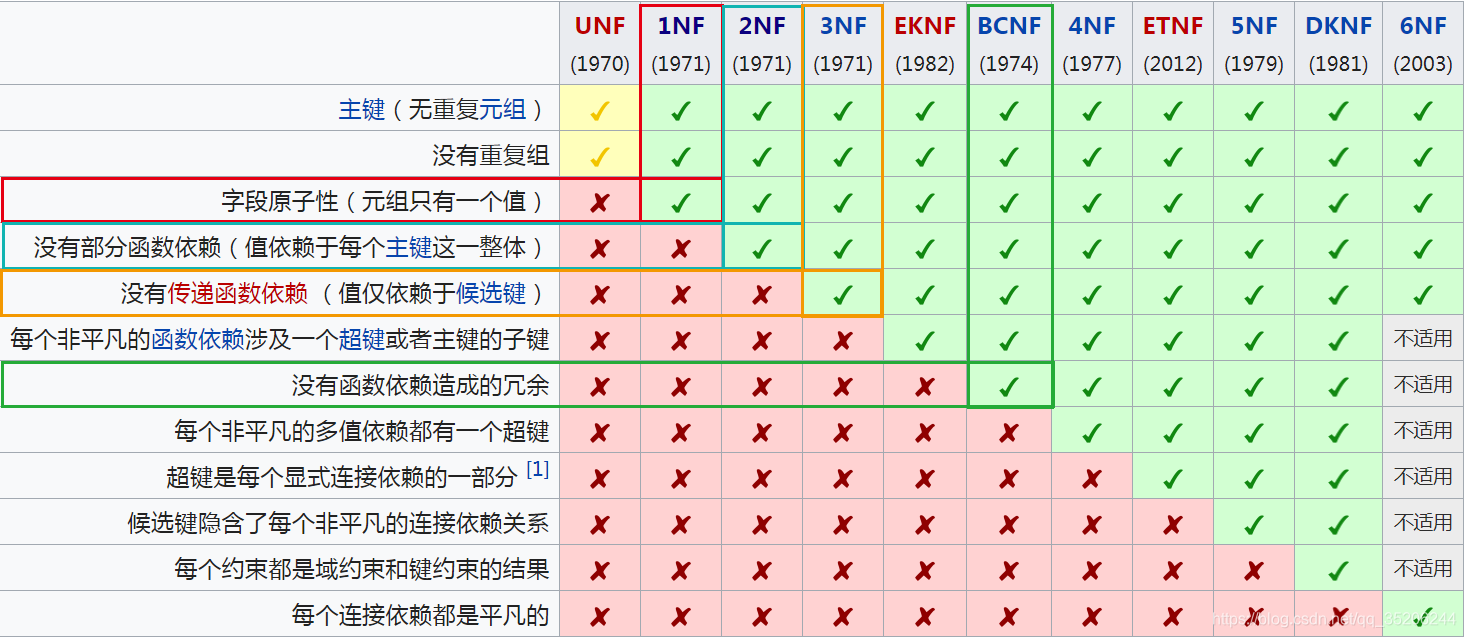 UNF 1NF 2NF 3NF EKNF BCNF 4NF ETNF 5NF DKNF 6NF
(1970) (1971) (1971) (1971) (1982) (1974) (1977) (2012) (1979) (1981) (2003)
主键（无重复元组） ✓ ✓ ✓ ✓ ✓ ✓ ✓ ✓ ✓ ✓ ✓
没有重复组 ✓ ✓ ✓ ✓ ✓ ✓ ✓ ✓ ✓ ✓ ✓
字段原子性（元组只有一个值） ✗ ✓ ✓ ✓ ✓ ✓ ✓ ✓ ✓ ✓ ✓
没有部分函数依赖（值依赖于每个主键这一整体） ✗ ✗ ✓ ✓ ✓ ✓ ✓ ✓ ✓ ✓ ✓
没有传递函数依赖 （值仅依赖于候选键） ✗ ✗ ✗ ✓ ✓ ✓ ✓ ✓ ✓ ✓ ✓
每个非平凡的函数依赖涉及一个超键或者主键的子键 ✗ ✗ ✗ ✗ ✓ ✓ ✓ ✓ ✓ ✓ 不适用
没有函数依赖造成的冗余 ✗ ✗ ✗ ✗ ✗ ✓ ✓ ✓ ✓ ✓ 不适用
每个非平凡的多值依赖都有一个超键 ✗ ✗ ✗ ✗ ✗ ✗ ✓ ✓ ✓ ✓ 不适用
超键是每个显式连接依赖的一部分 [1] ✗ ✗ ✗ ✗ ✗ ✗ ✗ ✓ ✓ ✓ 不适用
候选键隐含了每个非平凡的连接依赖关系 ✗ ✗ ✗ ✗ ✗ ✗ ✗ ✗ ✓ ✓ 不适用
每个约束都是域约束和键约束的结果 ✗ ✗ ✗ ✗ ✗ ✗ ✗ ✗ ✗ ✓ 不适用
每个连接依赖都是平凡的 ✗ ✗ ✗ ✗ ✗ ✗ ✗ ✗ ✗ ✗ ✓